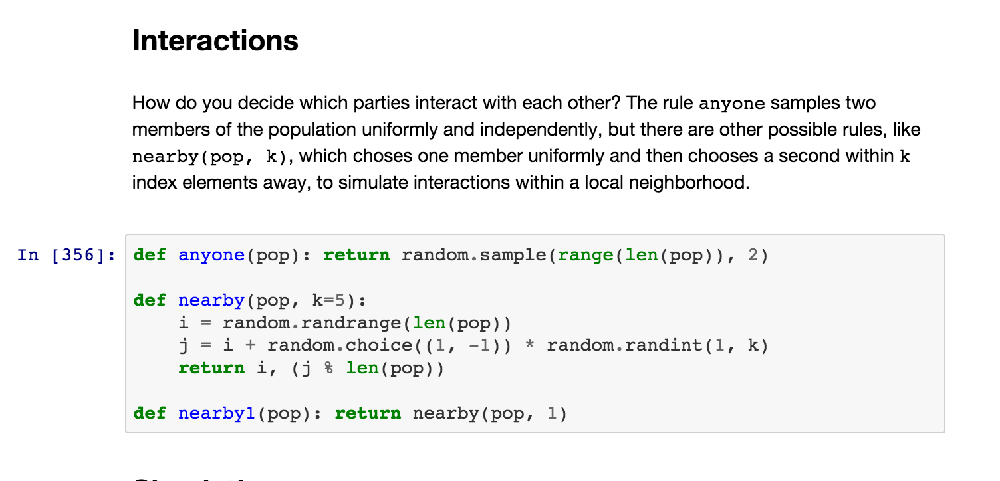 Interactions
How do you decide which parties interact with each other? The rule anyone samples two
members of the population uniformly and independently, but there are other possible rules, like
nearby(pop, k), which choses one member uniformly and then chooses a second within k
index elements away, to simulate interactions within a local neighborhood.
In [356]: def anyone(pop): return random.sample(range(len(pop)), 2)
def nearby(pop, k=5):
    i = random.randrange(len(pop))
    j = i + random.choice((1, -1)) * random.randint(1, k)
    return i, (j % len(pop))
def nearby1(pop): return nearby(pop, 1)